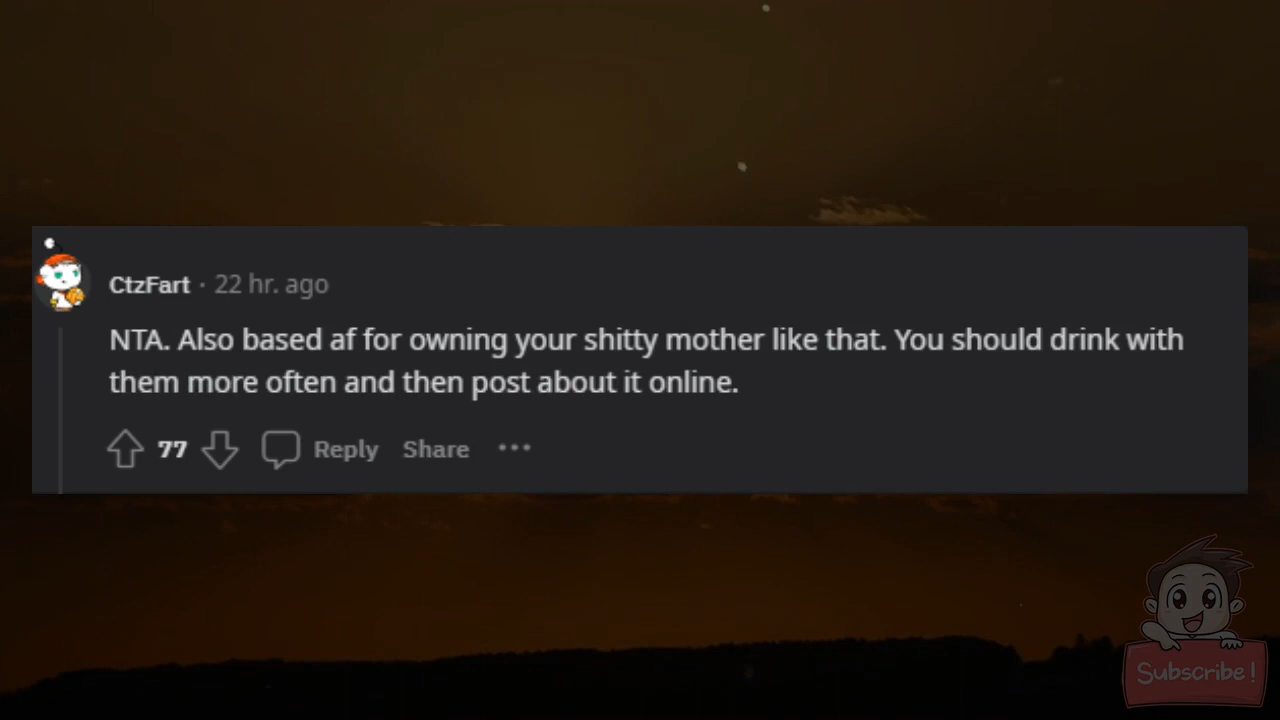 CtzFart · 22 hr. ago
NTA. Also based af for owning your shitty mother like that. You should drink with
them more often and then post about it online.
77 Reply Share ···
Subscribe!